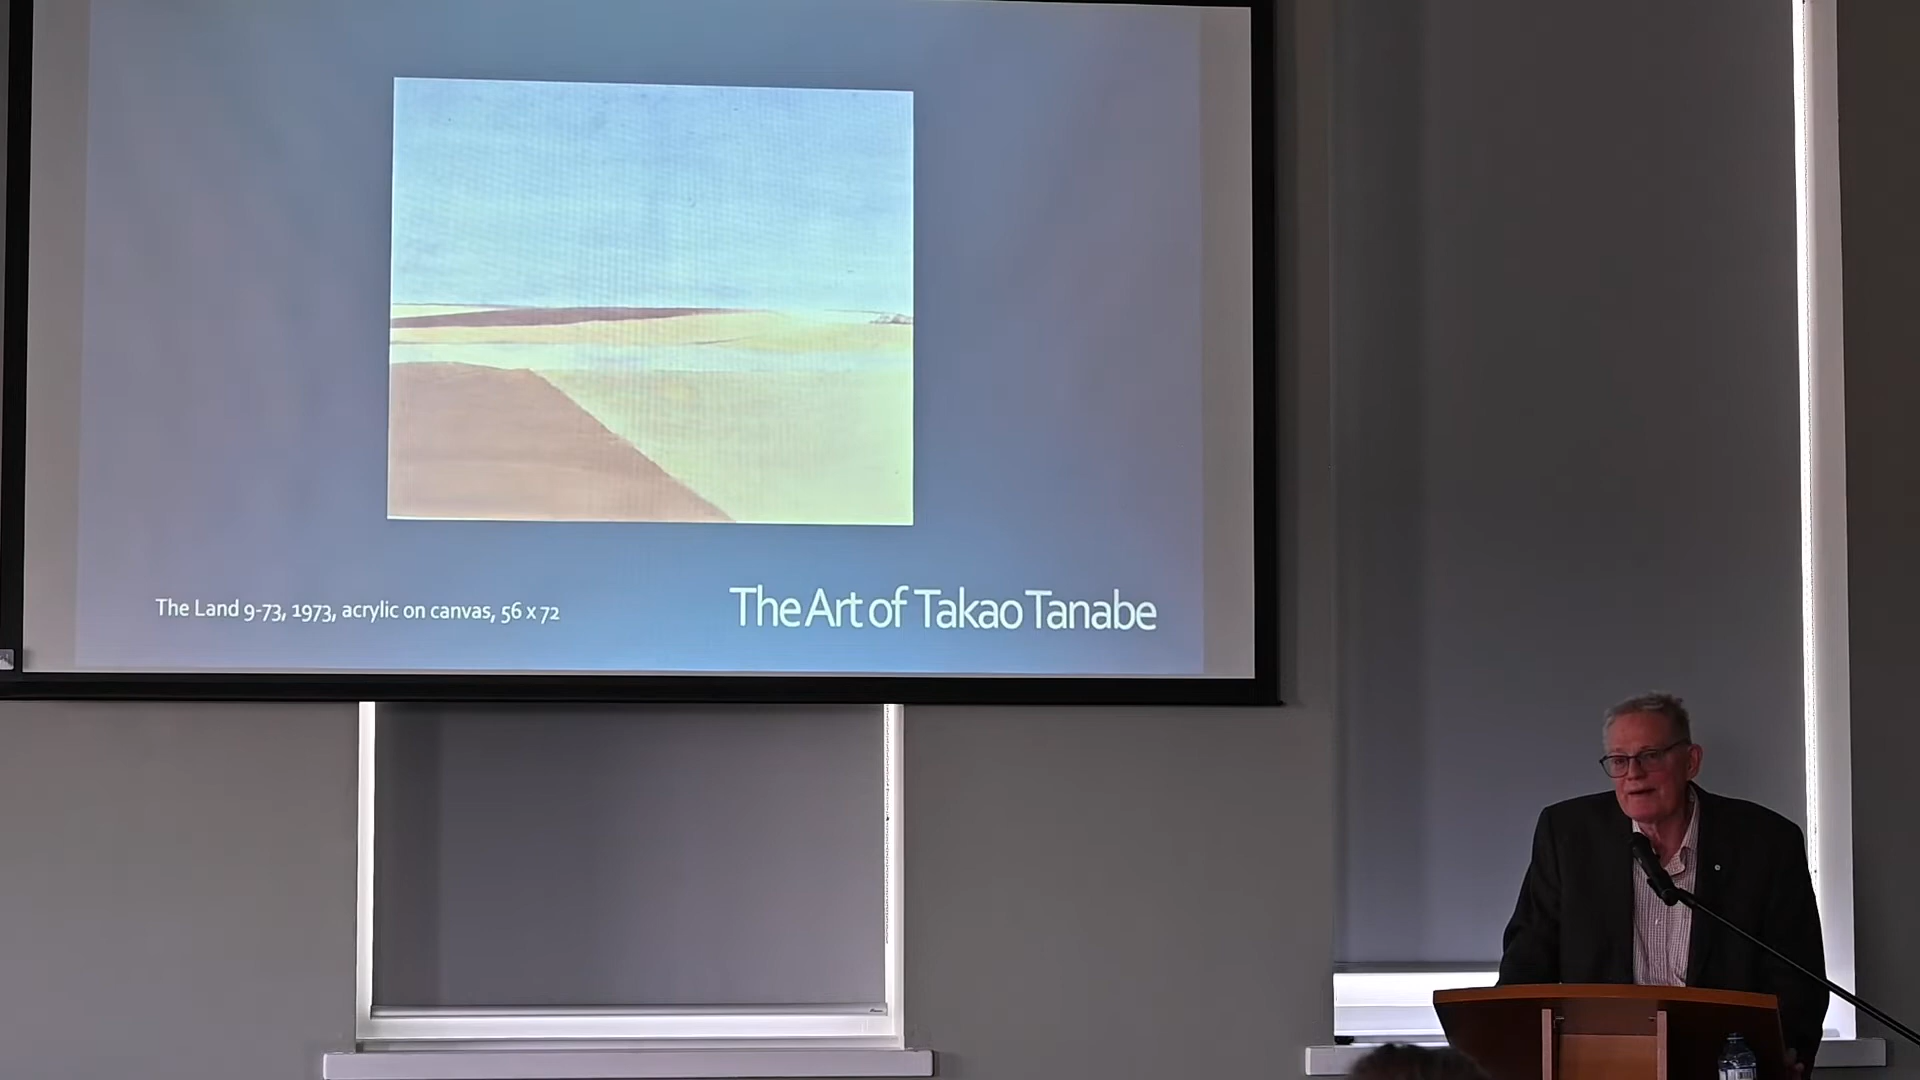 The Land 9-73, 1973, acrylic on canvas, 56 x 72
The Art of Takao Tanabe